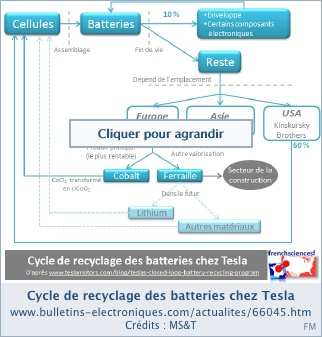 Cellules
Batteries
10 %
• Enveloppe
• Certains composants
électroniques
Assemblage
Fin de vie
Reste
Dépend de l'emplacement
Europe
Asie
USA
Kinskursky
Brothers
Cliquer pour agrandir
60 %
Produit principal
(le plus rentable)
Autre valorisation
CoCl₂ transformé
en LiCoO₂
Cobalt
Ferraille
Secteur de la
construction
Dans le futur
Lithium
Autres matériaux
Cycle de recyclage des batteries chez Tesla
D'après www.teslamotors.com/blog/teslas-closed-loop-battery-recycling-program
frenchsciencesf
Cycle de recyclage des batteries chez Tesla
www.bulletins-electroniques.com/actualites/66045.htm
Crédits : MS&T
FM